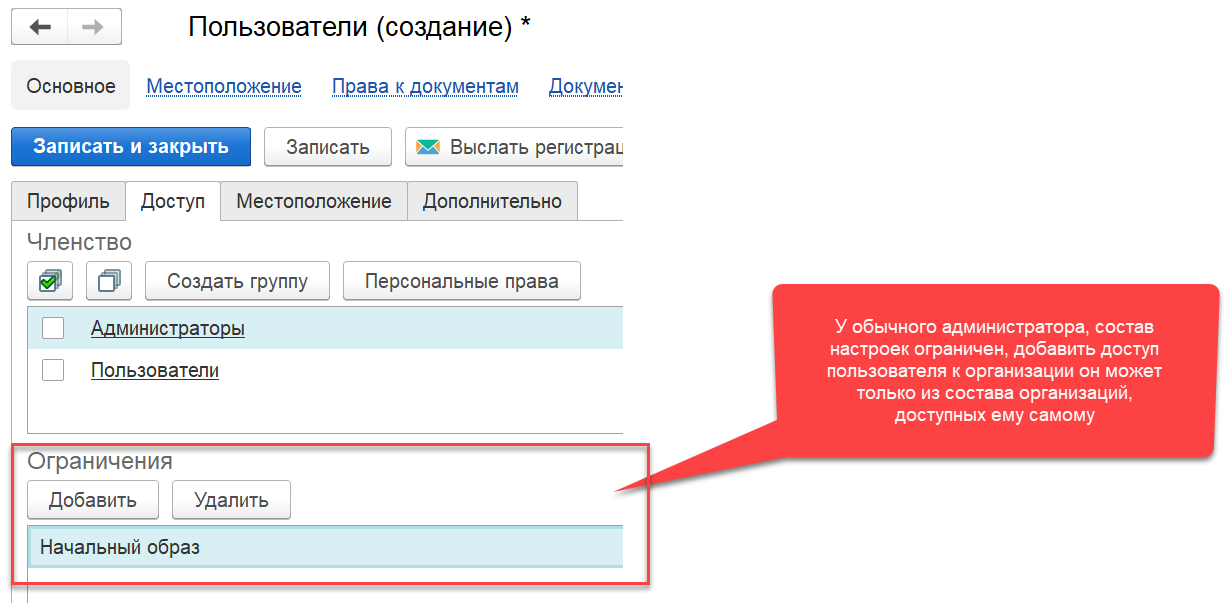 Пользователи (создание) *
Основное Местоположение Права к документам Докумен
Записать и закрыть Записать Выслать регистрац
Профиль Доступ Местоположение Дополнительно
Членство
Создать группу Персональные права
Администраторы
Пользователи
У обычного администратора, состав
настроек ограничен, добавить доступ
пользователя к организации он может
только из состава организаций,
доступных ему самому
Ограничения
Добавить Удалить
Начальный образ